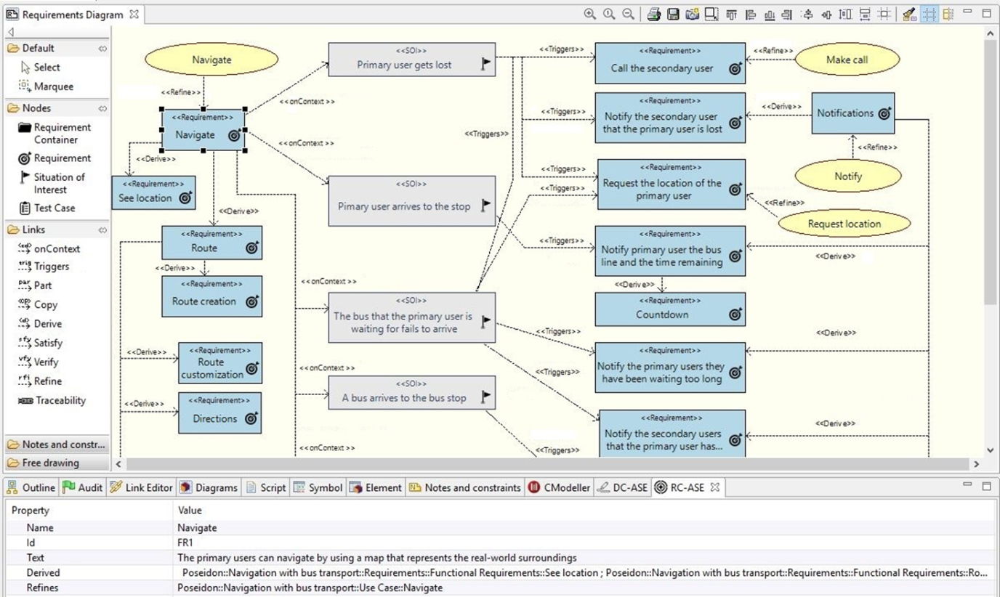 Requirements Diagram
Default
Select
Marquee
Nodes
Requirement
Container
Requirement
Situation of
Interest
Test Case
Links
onContext
Triggers
Part
Copy
Derive
Satisfy
Verify
Refine
Traceability
Notes and constr...
Free drawing
Navigate
<<Refine>>
<<Requirement>>
Navigate
<<Derive>>
<<Requirement>>
See location
<<Derive>>
<<Requirement>>
Route
<<Derive>>
<<Requirement>>
Route creation
<<Derive>>
<<Requirement>>
Route
customization
<<Derive>>
<<Requirement>>
Directions
<<onContext >>
<<onContext >>
<<onContext >>
<<onContext >>
<<onContext >>
<<SOI>>
Primary user gets lost
<<SOI>>
Pimary user arrives to the stop
<<SOI>>
The bus that the primary user is
waiting for fails to arrive
<<SOI>>
A bus arrives to the bus stop
<<Triggers>>
<<Triggers>>
<<Triggers>>
<<Triggers>>
<<Triggers>>
<<Triggers>>
<<Triggers>>
<<Triggers>>
<<Triggers>>
<<Requirement>>
Call the secondary user
<<Requirement>>
Notify the secondary user
that the primary user is lost
<<Requirement>>
Request the location of the
primary user
<<Requirement>>
Notify primary user the bus
line and the time remaining
<<Derive>>
<<Requirement>>
Countdown
<<Requirement>>
Notify the primary users they
have been waiting too long
<<Requirement>>
Notify the secondary users
that the primary user has...
<<Refine>>
Make call
<<Derive>>
Notifications
<<Refine>>
Notify
<<Refine>>
Request location
<<Derive>>
<<Derive>>
<<Derive>>
Outline
Audit
Link Editor
Diagrams
Script
Symbol
Element
Notes and constraints
CModeller
DC-ASE
RC-ASE
Property Value
Name Navigate
Id FR1
Text The primary users can navigate by using a map that represents the real-world surroundings
Derived Poseidon::Navigation with bus transport::Requirements::Functional Requirements::See location ; Poseidon::Navigation with bus transport::Requirements::Functional Requirements::Ro...
Refines Poseidon::Navigation with bus transport::Use Case::Navigate